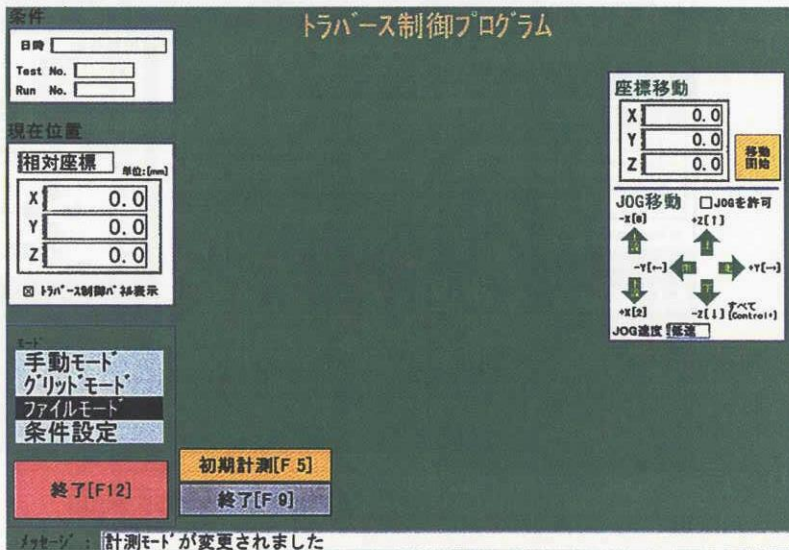 トラバース制御プログラム
条件
日時
Test No.
Run No.
現在位置
相対座標 単位:[mm]
X 0.0
Y 0.0
Z 0.0
トラバース制御パネル表示
モード
手動モード
グリッドモード
ファイルモード
条件設定
終了[F12]
初期計測[F 5]
終了[F 9]
メッセージ : 計測モードが変更されました
座標移動
X 0.0
Y 0.0
Z 0.0
移動
開始
JOG移動 JOGを許可
-X[0] +Z[↑]
-Y[←] +Y[→]
+X[2] -Z[↓] すべて
[Control+]
JOG速度 低速